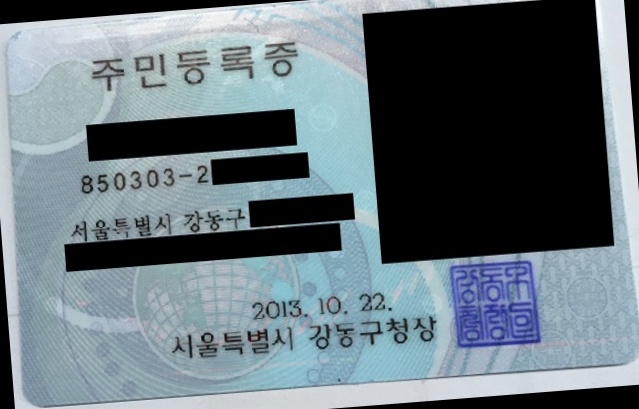 주민등록증
850303-2
서울특별시 강동구
2013. 10. 22.
서울특별시 강동구청장